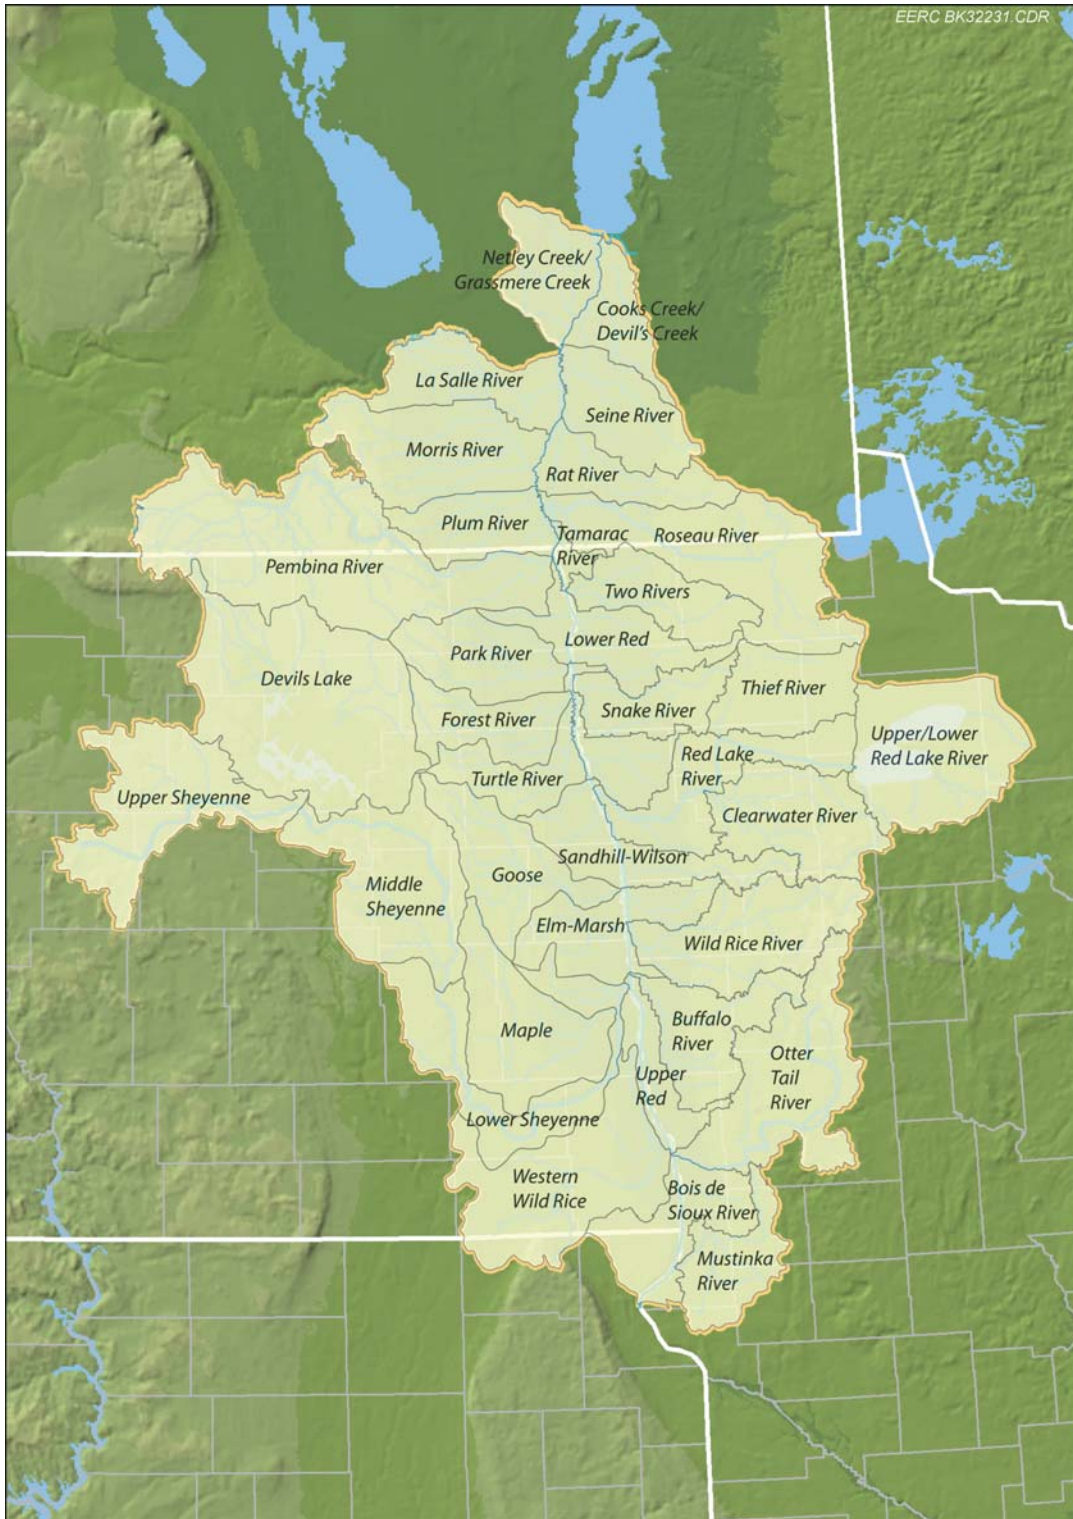 EERC BK32231.CDR
Netley Creek/
Grassmere Creek
Cooks Creek/
Devil's Creek
La Salle River
Seine River
Morris River
Rat River
Plum River
Tamarac
River
Roseau River
Pembina River
Two Rivers
Lower Red
Park River
Devils Lake
Thief River
Snake River
Forest River
Upper/Lower
Red Lake River
Red Lake
River
Turtle River
Upper Sheyenne
Clearwater River
Sandhill-Wilson
Goose
Middle
Sheyenne
Elm-Marsh
Wild Rice River
Buffalo
River
Maple
Otter
Tail
River
Upper
Red
Lower Sheyenne
Western
Wild Rice
Bois de
Sioux River
Mustinka
River